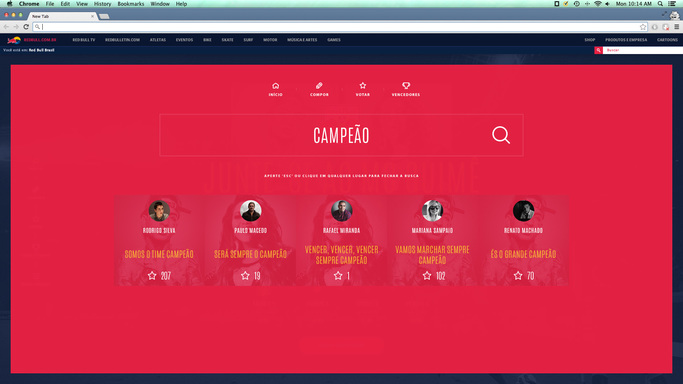 Chrome File Edit View History Bookmarks Window Help Mon 10:14 AM
New Tab
REDBULL.COM.BR RED BULL TV REDBULLETIN.COM ATLETAS EVENTOS BIKE SKATE SURF MOTOR MÚSICA E ARTES GAMES SHOP PRODUTOS E EMPRESA CARTOONS
Você está em: Red Bull Brasil Buscar
INÍCIO COMPOR VOTAR VENCEDORES
CAMPEÃO
APERTE 'ESC' OU CLIQUE EM QUALQUER LUGAR PARA FECHAR A BUSCA
RODRIGO SILVA PAULO MACEDO RAFAEL MIRANDA MARIANA SAMPAIO RENATO MACHADO
SOMOS O TIME CAMPEÃO
SERÁ SEMPRE O CAMPEÃO
VENCER, VENCER, VENCER,
SEMPRE CAMPEÃO
VAMOS MARCHAR SEMPRE
CAMPEÃO
ÉS O GRANDE CAMPEÃO
207 19 1 102 70